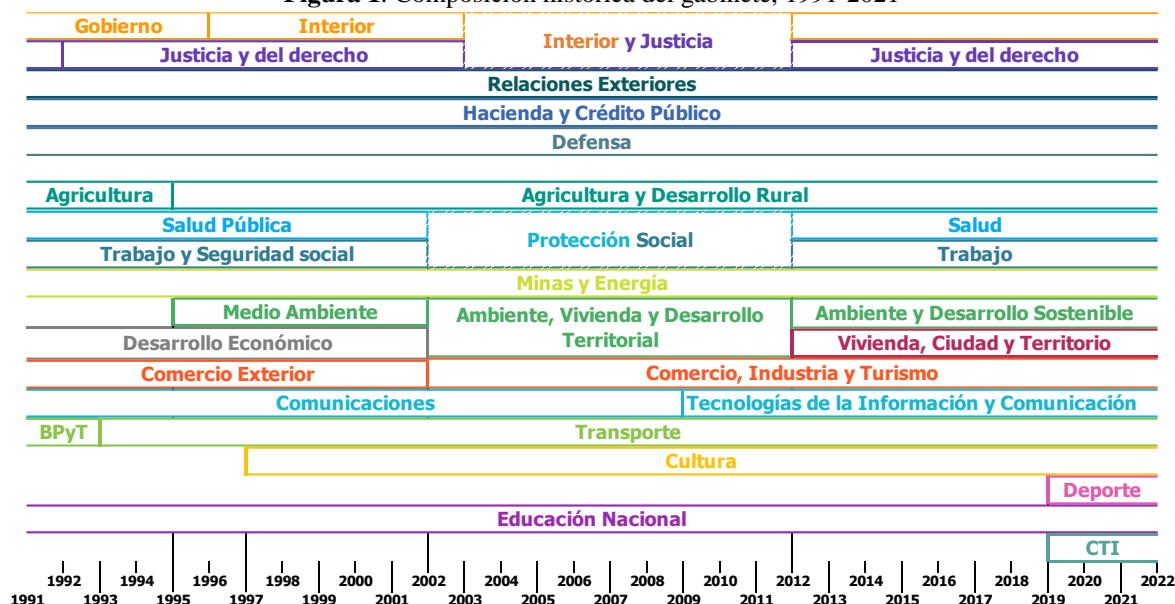 Figura 1. Composición histórica del gabinete, 1991-2021
Gobierno
Interior
Interior y Justicia
Justicia y del derecho
Justicia y del derecho
Relaciones Exteriores
Hacienda y Crédito Público
Defensa
Agricultura
Agricultura y Desarrollo Rural
Salud Pública
Protección Social
Salud
Trabajo y Seguridad social
Trabajo
Minas y Energía
Medio Ambiente
Ambiente, Vivienda y Desarrollo
Territorial
Ambiente y Desarrollo Sostenible
Desarrollo Económico
Vivienda, Ciudad y Territorio
Comercio Exterior
Comercio, Industria y Turismo
Comunicaciones
Tecnologías de la Información y Comunicación
BPyT
Transporte
Cultura
Deporte
Educación Nacional
CTI
1992 1994 1996 1998 2000 2002 2004 2006 2008 2010 2012 2014 2016 2018 2020 2022
1991 1993 1995 1997 1999 2001 2003 2005 2007 2009 2011 2013 2015 2017 2019 2021